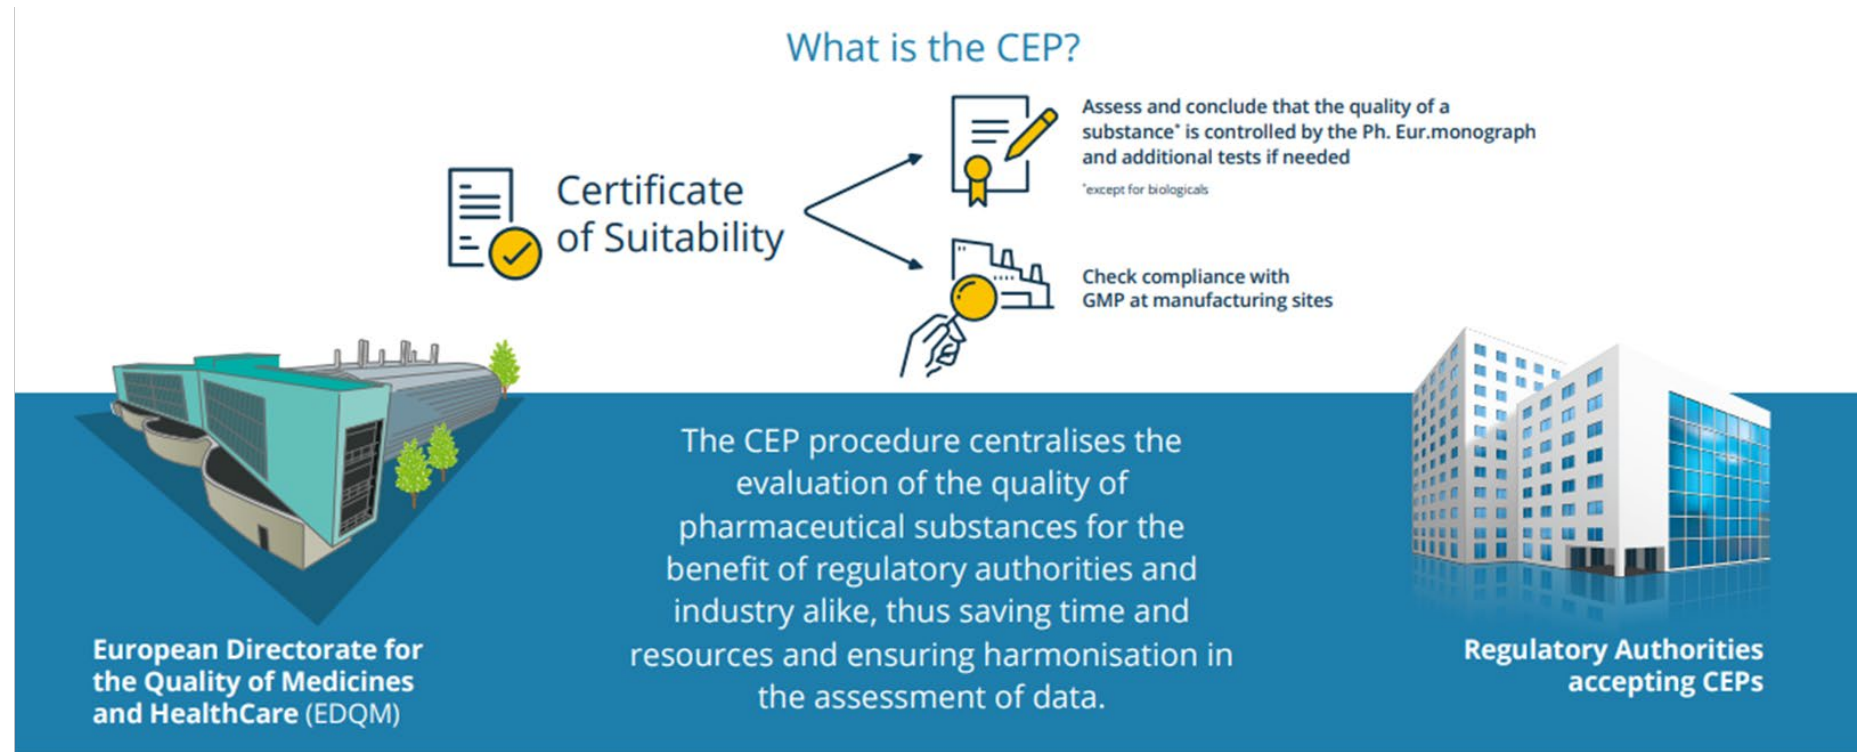 What is the CEP?
Certificate
of Suitability
Assess and conclude that the quality of a
substance* is controlled by the Ph. Eur.monograph
and additional tests if needed
*except for biologicals
Check compliance with
GMP at manufacturing sites
The CEP procedure centralises the
evaluation of the quality of
pharmaceutical substances for the
benefit of regulatory authorities and
industry alike, thus saving time and
resources and ensuring harmonisation in
the assessment of data.
European Directorate for
the Quality of Medicines
and HealthCare (EDQM)
Regulatory Authorities
accepting CEPs